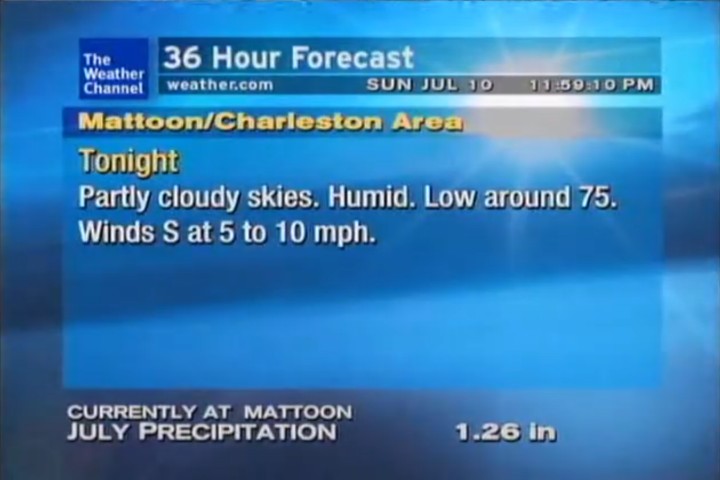 The
Weather
Channel
36 Hour Forecast
weather.com SUN JUL 10 11:59:10 PM
Mattoon/Charleston Area
Tonight
Partly cloudy skies. Humid. Low around 75.
Winds S at 5 to 10 mph.
CURRENTLY AT MATTOON
JULY PRECIPITATION 1.26 in